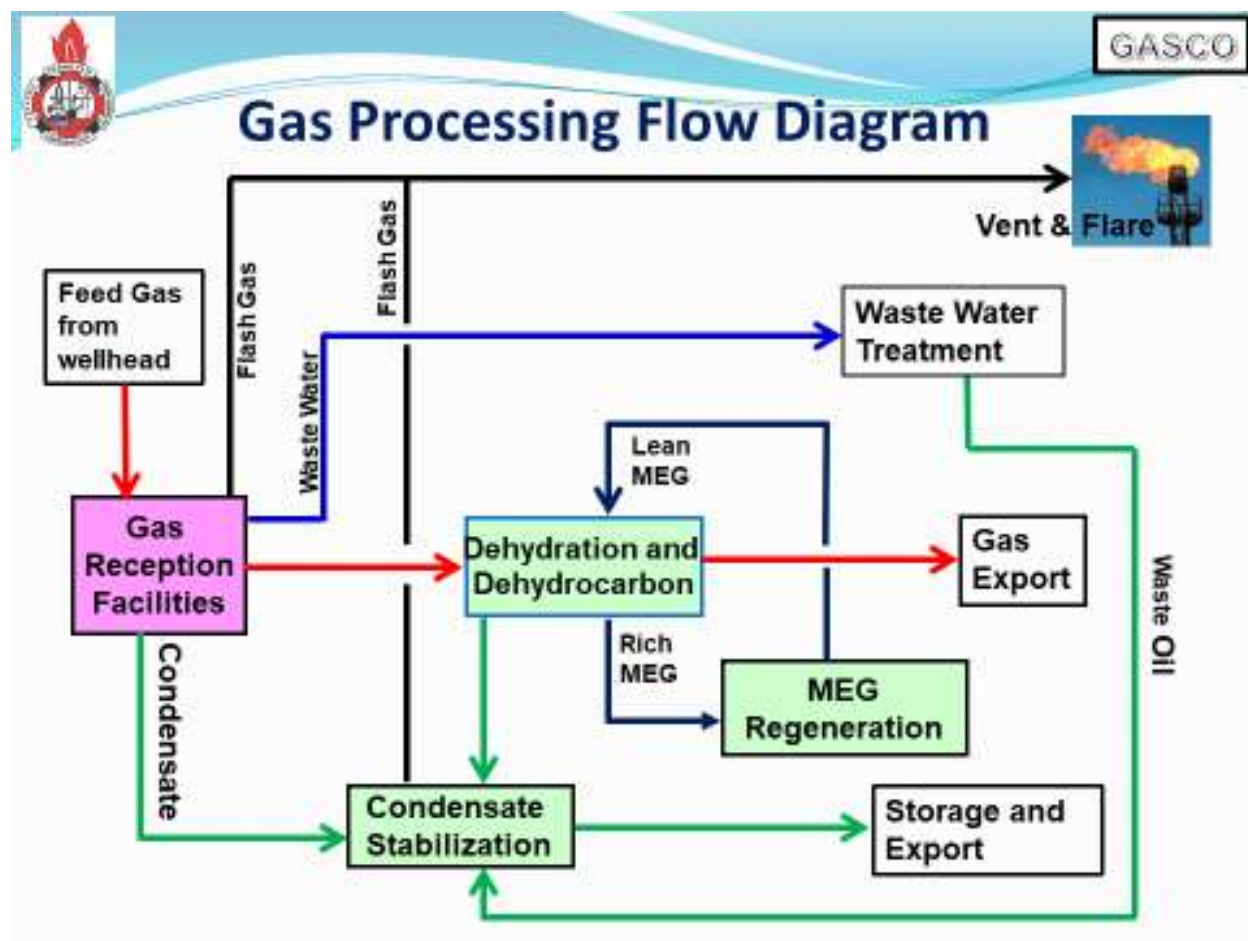 GASCO
Gas Processing Flow Diagram
Vent & Flare
Feed Gas
from
wellhead
Flash Gas
Flash Gas
Waste Water
Waste Water
Treatment
Lean
MEG
Gas
Reception
Facilities
Dehydration and
Dehydrocarbon
Gas
Export
Waste Oil
Condensate
Rich
MEG
MEG
Regeneration
Condensate
Stabilization
Storage and
Export